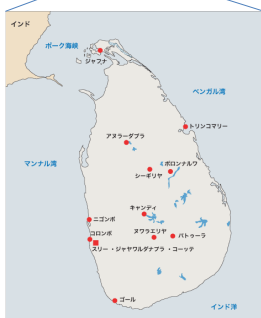 インド
ポーク海峡
ジャフナ
ベンガル湾
トリンコマリー
アヌラーダプラ
マンナル湾
ポロンナルワ
シーギリヤ
キャンディ
ニゴンボ
ヌワラエリヤ
バトゥーラ
コロンボ
スリー・ジャヤワルダナプラ・コーッテ
ゴール
インド洋